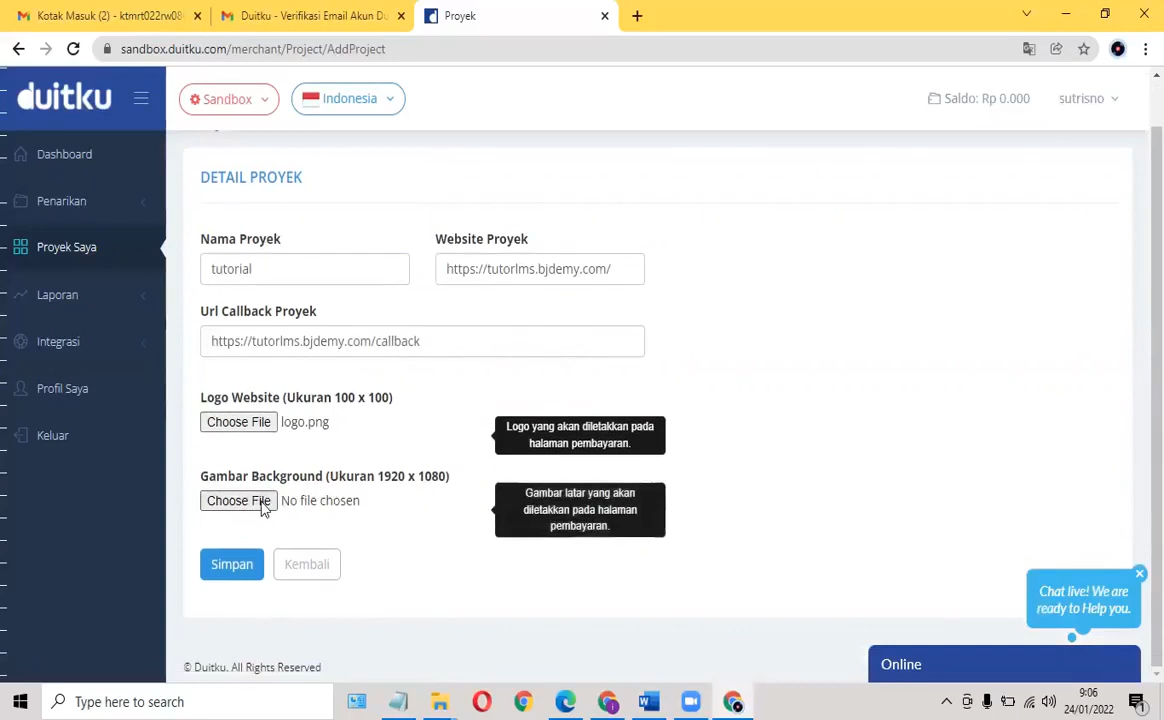 Kotak Masuk (2) - ktmrt022rw08
Duitku - Verifikasi Email Akun Du
Proyek
sandbox.duitku.com/merchant/Project/AddProject
duitku
Sandbox
Indonesia
Saldo: Rp 0.000
sutrisno
Dashboard
Penarikan
Proyek Saya
Laporan
Integrasi
Profil Saya
Keluar
DETAIL PROYEK
Nama Proyek
Website Proyek
tutorial
https://tutorlms.bjdemy.com/
Url Callback Proyek
https://tutorlms.bjdemy.com/callback
Logo Website (Ukuran 100 x 100)
Choose File logo.png
Logo yang akan diletakkan pada
halaman pembayaran.
Gambar Background (Ukuran 1920 x 1080)
Choose File No file chosen
Gambar latar yang akan
diletakkan pada halaman
pembayaran.
Simpan
Kembali
Chat live! We are
ready to Help you.
© Duitku. All Rights Reserved
Online
Type here to search
9:06
24/01/2022
1